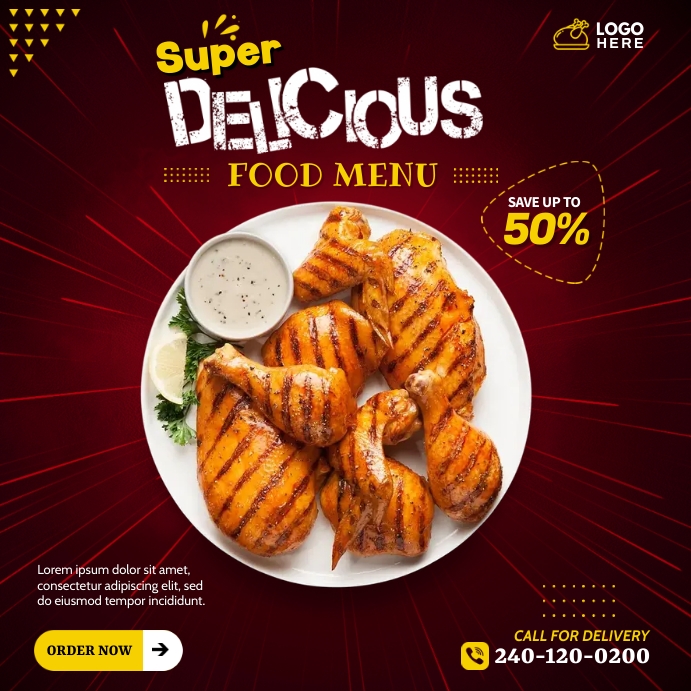 Super
DELICIOUS
FOOD MENU
LOGO
HERE
SAVE UP TO
50%
Lorem ipsum dolor sit amet,
consectetur adipiscing elit, sed
do eiusmod tempor incididunt.
ORDER NOW
CALL FOR DELIVERY
240-120-0200